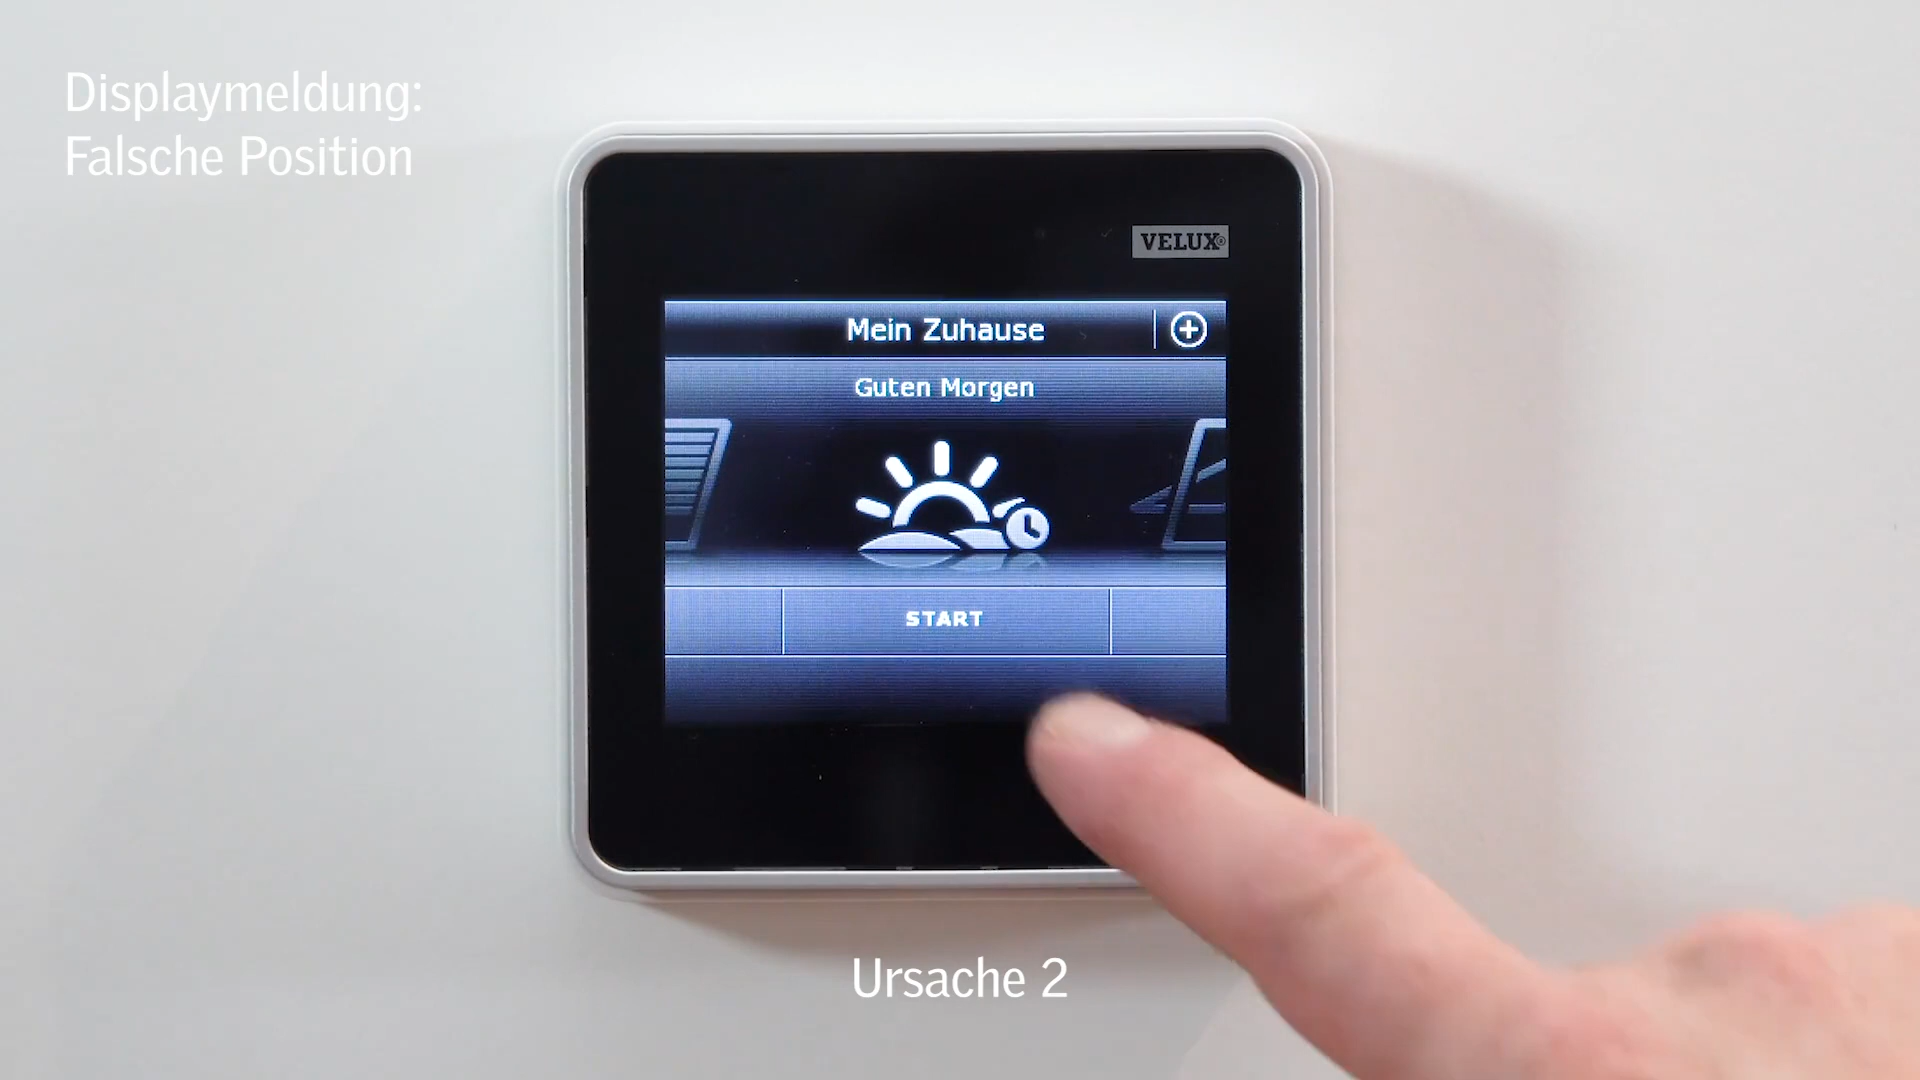 Displaymeldung:
Falsche Position
VELUX®
Mein Zuhause
Guten Morgen
START
Ursache 2